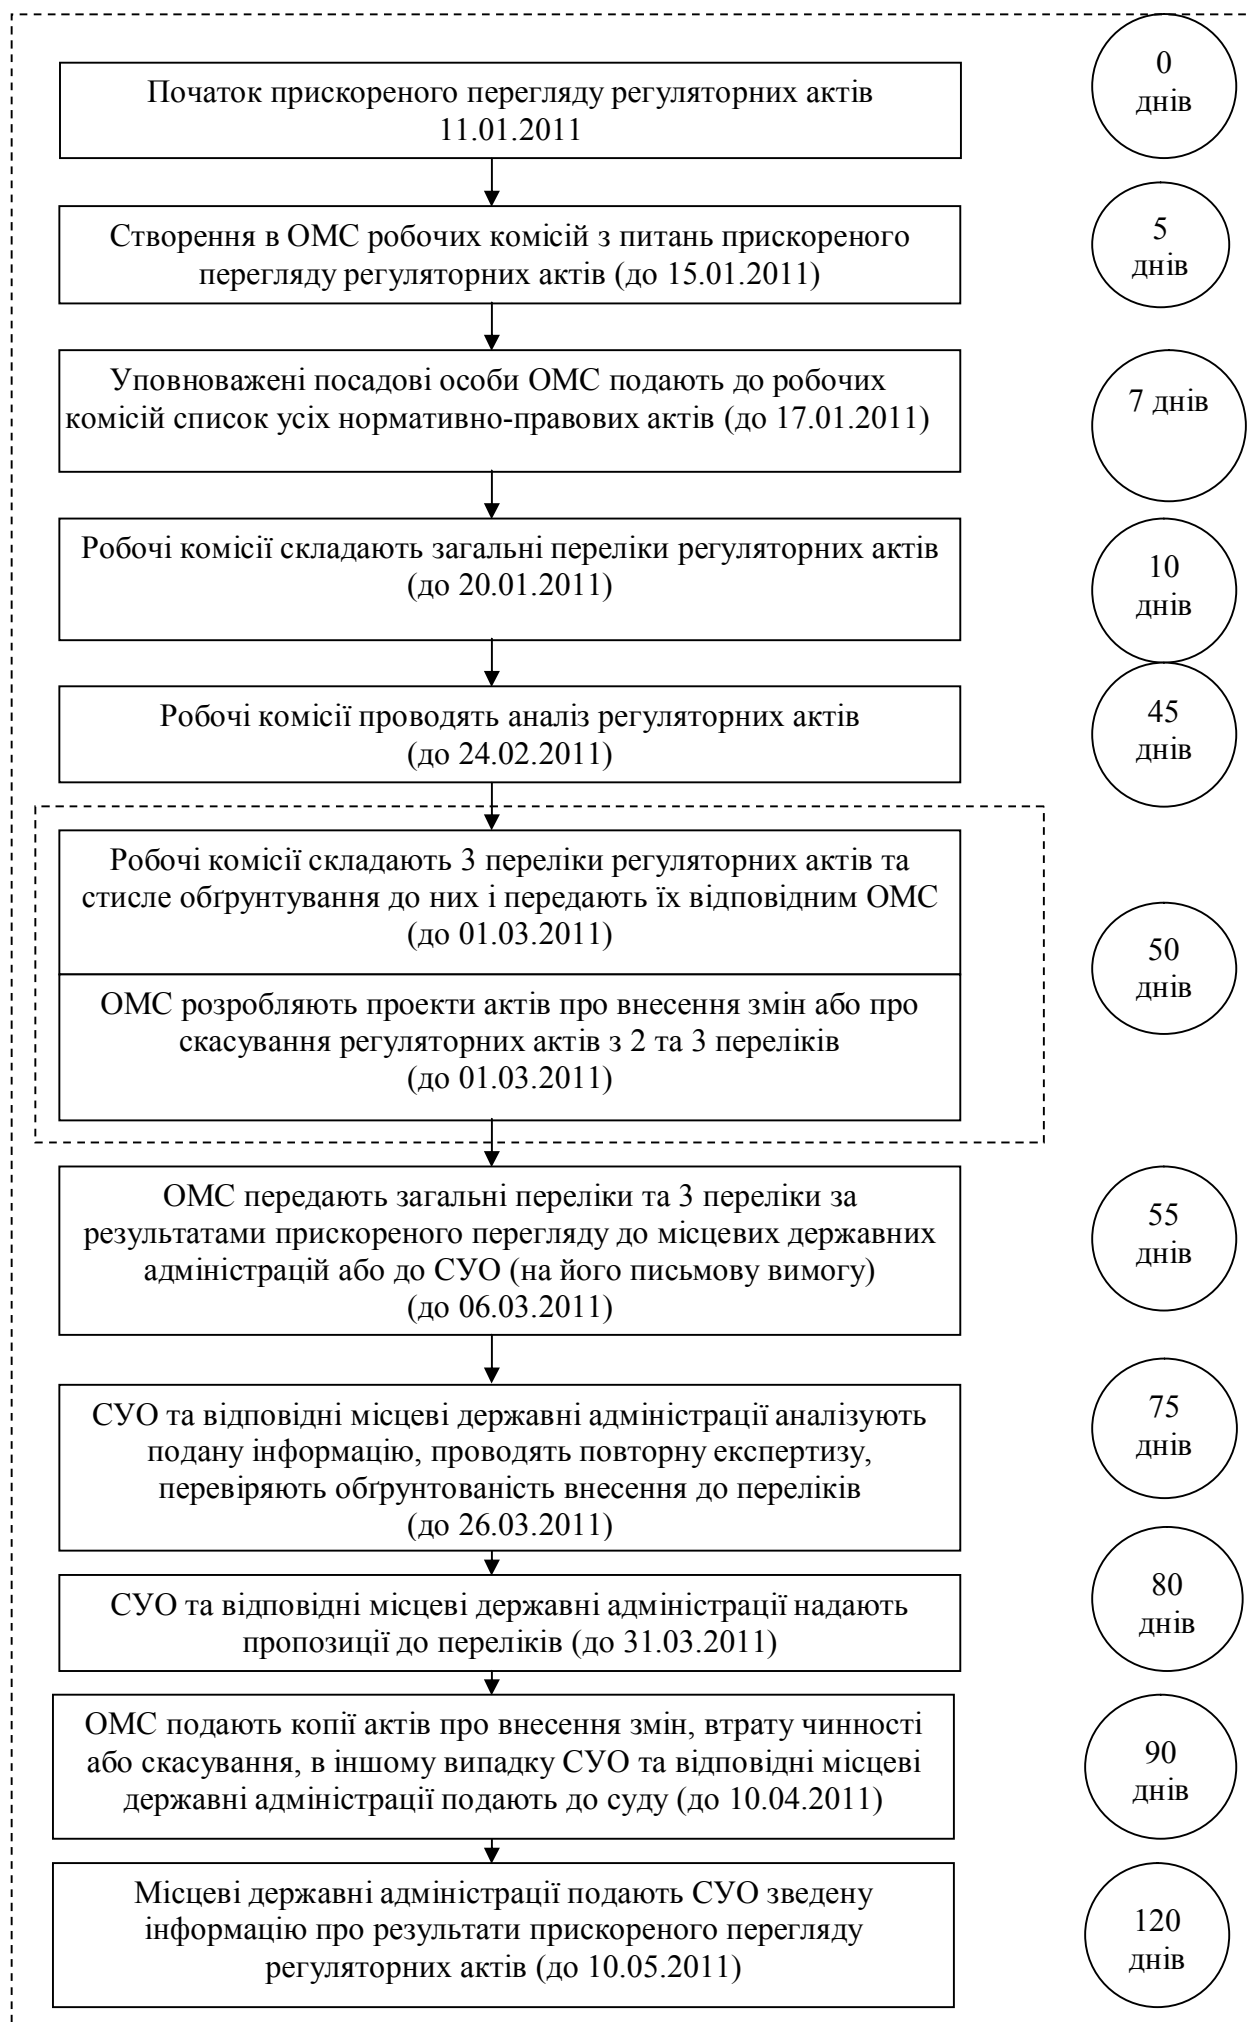 Початок прискореного перегляду регуляторних актів
11.01.2011
0
днів
Створення в ОМС робочих комісій з питань прискореного
перегляду регуляторних актів (до 15.01.2011)
5
днів
Уповноважені посадові особи ОМС подають до робочих
комісій список усіх нормативно-правових актів (до 17.01.2011)
7 днів
Робочі комісії складають загальні переліки регуляторних актів
(до 20.01.2011)
10
днів
Робочі комісії проводять аналіз регуляторних актів
(до 24.02.2011)
45
днів
Робочі комісії складають 3 переліки регуляторних актів та
стисле обґрунтування до них і передають їх відповідним ОМС
(до 01.03.2011)
ОМС розробляють проекти актів про внесення змін або про
скасування регуляторних актів з 2 та 3 переліків
(до 01.03.2011)
50
днів
ОМС передають загальні переліки та 3 переліки за
результатами прискореного перегляду до місцевих державних
адміністрацій або до СУО (на його письмову вимогу)
(до 06.03.2011)
55
днів
СУО та відповідні місцеві державні адміністрації аналізують
подану інформацію, проводять повторну експертизу,
перевіряють обґрунтованість внесення до переліків
(до 26.03.2011)
75
днів
СУО та відповідні місцеві державні адміністрації надають
пропозиції до переліків (до 31.03.2011)
80
днів
ОМС подають копії актів про внесення змін, втрату чинності
або скасування, в іншому випадку СУО та відповідні місцеві
державні адміністрації подають до суду (до 10.04.2011)
90
днів
Місцеві державні адміністрації подають СУО зведену
інформацію про результати прискореного перегляду
регуляторних актів (до 10.05.2011)
120
днів